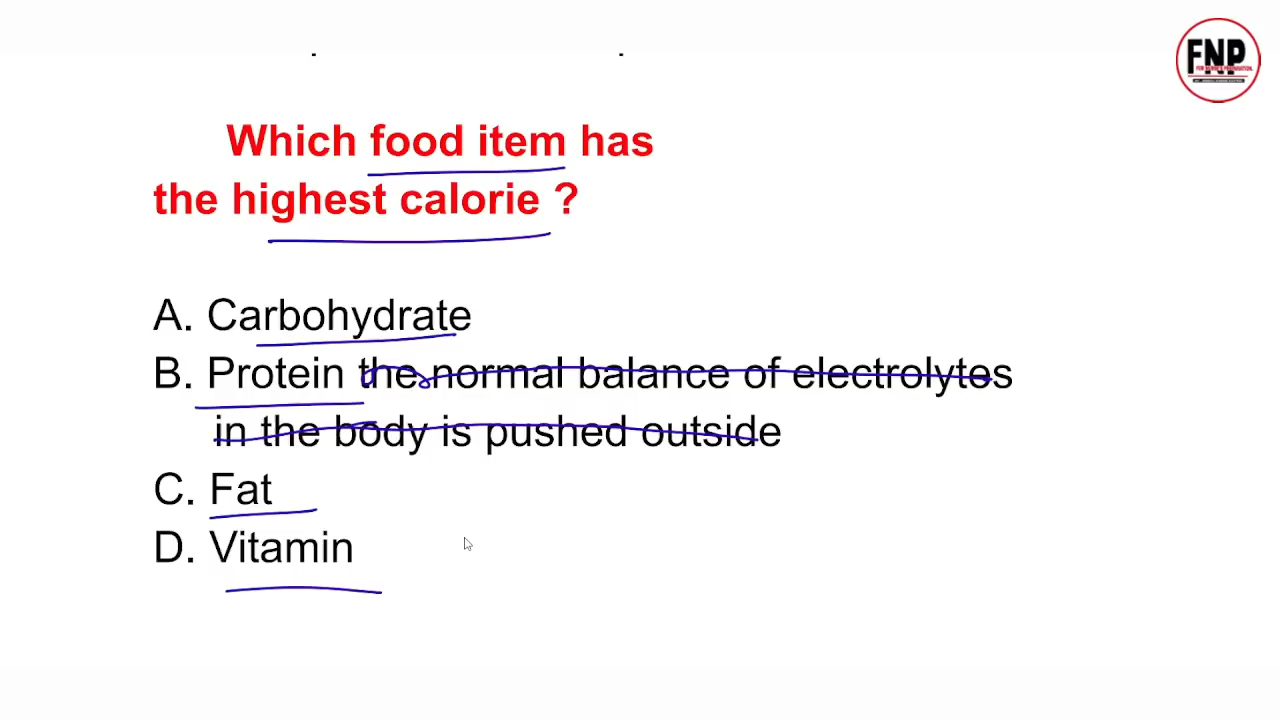 FNP
Which food item has
the highest calorie ?
A. Carbohydrate
B. Protein the normal balance of electrolytes
in the body is pushed outside
C. Fat
D. Vitamin